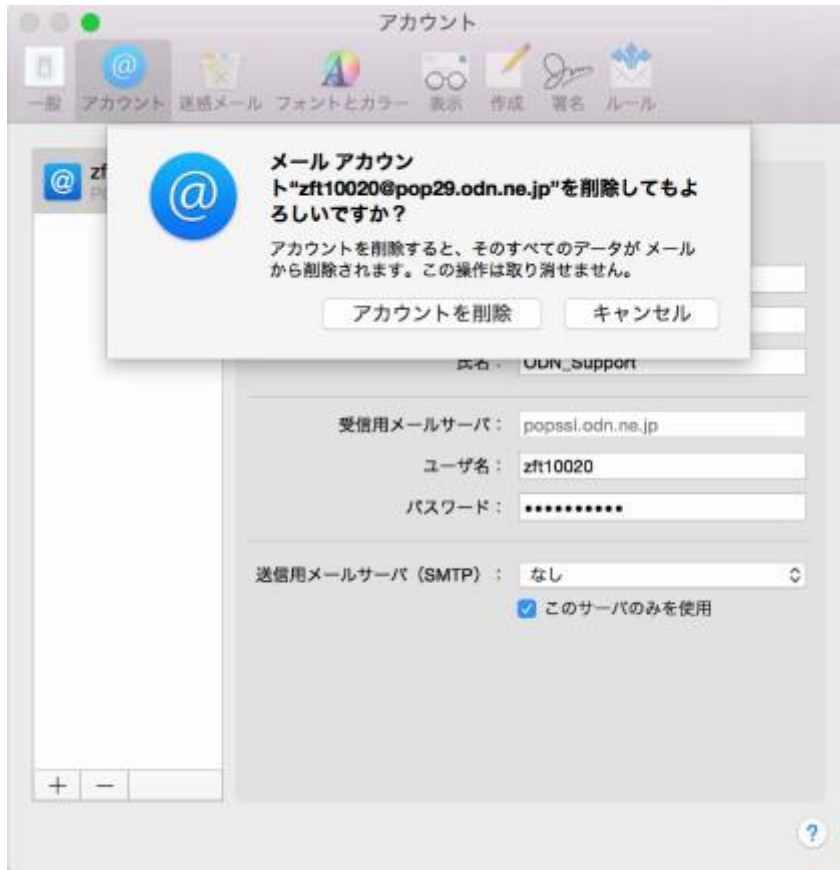 アカウント
一般 アカウント 迷惑メール フォントとカラー 表示 作成 署名 ルール
zf
メール アカウン
ト"zft10020@pop29.odn.ne.jp"を削除してもよ
ろしいですか？
アカウントを削除すると、そのすべてのデータが メール
から削除されます。この操作は取り消せません。
アカウントを削除 キャンセル
氏名： ODN_Support
受信用メールサーバ： popssl.odn.ne.jp
ユーザ名： zft10020
パスワード： ••••••••••
送信用メールサーバ（SMTP）： なし
このサーバのみを使用
+ −
?